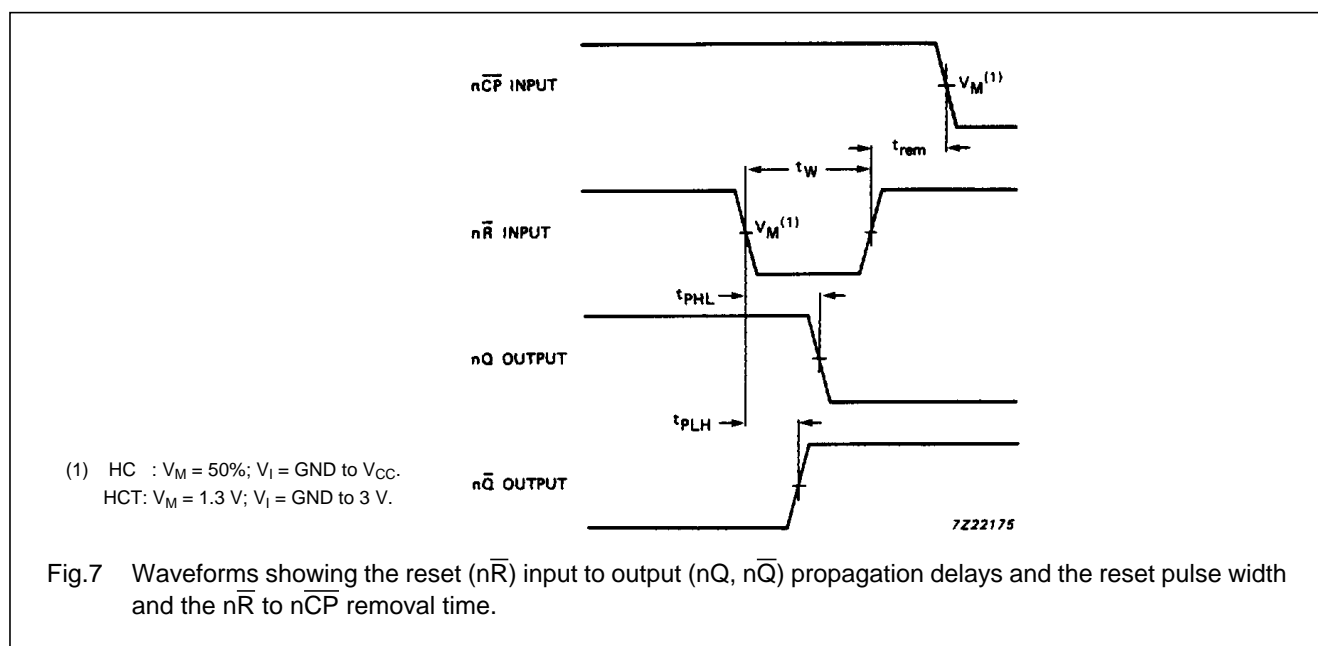 nC̅P̅ INPUT
V_M(1)
t_rem
t_W
nR̅ INPUT
V_M(1)
t_PHL
nQ OUTPUT
t_PLH
(1) HC : V_M = 50%; V_I = GND to V_CC.
HCT: V_M = 1.3 V; V_I = GND to 3 V.
nQ̅ OUTPUT
7Z22175
Fig.7 Waveforms showing the reset (nR̅) input to output (nQ, nQ̅) propagation delays and the reset pulse width
and the nR̅ to nC̅P̅ removal time.